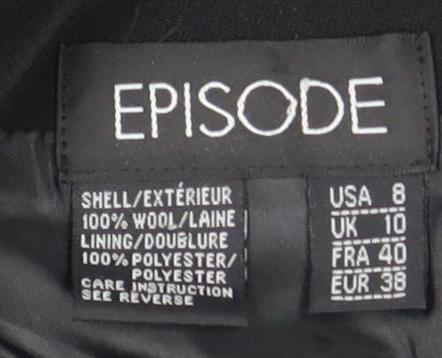 EPISODE
SHELL/EXTÉRIEUR
100% WOOL/LAINE
LINING/DOUBLURE
100% POLYESTER/
POLYESTER
CARE INSTRUCTION
SEE REVERSE
USA 8
UK 10
FRA 40
EUR 38